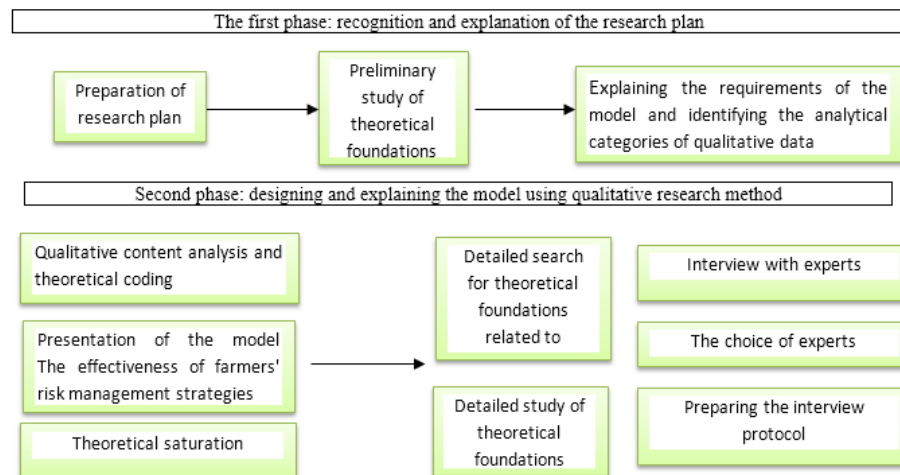 The first phase: recognition and explanation of the research plan
Preparation of
research plan
Preliminary
study of
theoretical
foundations
Explaining the requirements of the
model and identifying the analytical
categories of qualitative data
Second phase: designing and explaining the model using qualitative research method
Qualitative content analysis and
theoretical coding
Presentation of the model
The effectiveness of farmers'
risk management strategies
Theoretical saturation
Detailed search
for theoretical
foundations
related to
Detailed study of
theoretical
foundations
Interview with experts
The choice of experts
Preparing the interview
protocol